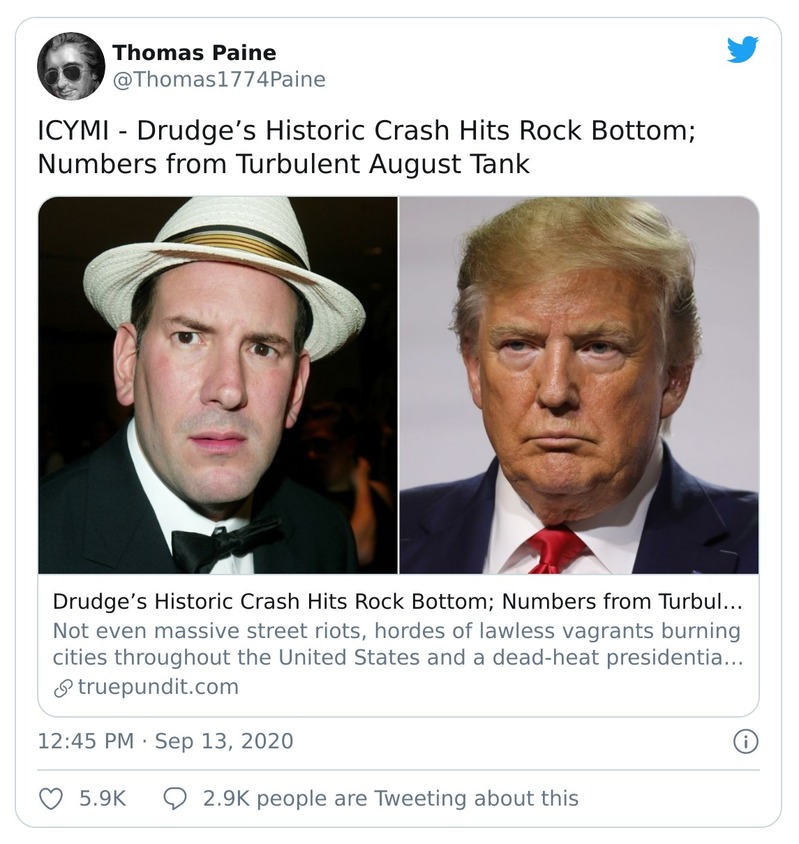 Thomas Paine
@Thomas1774Paine
ICYMI - Drudge’s Historic Crash Hits Rock Bottom;
Numbers from Turbulent August Tank
Drudge’s Historic Crash Hits Rock Bottom; Numbers from Turbul…
Not even massive street riots, hordes of lawless vagrants burning
cities throughout the United States and a dead-heat presidentia…
truepundit.com
12:45 PM · Sep 13, 2020
5.9K
2.9K people are Tweeting about this